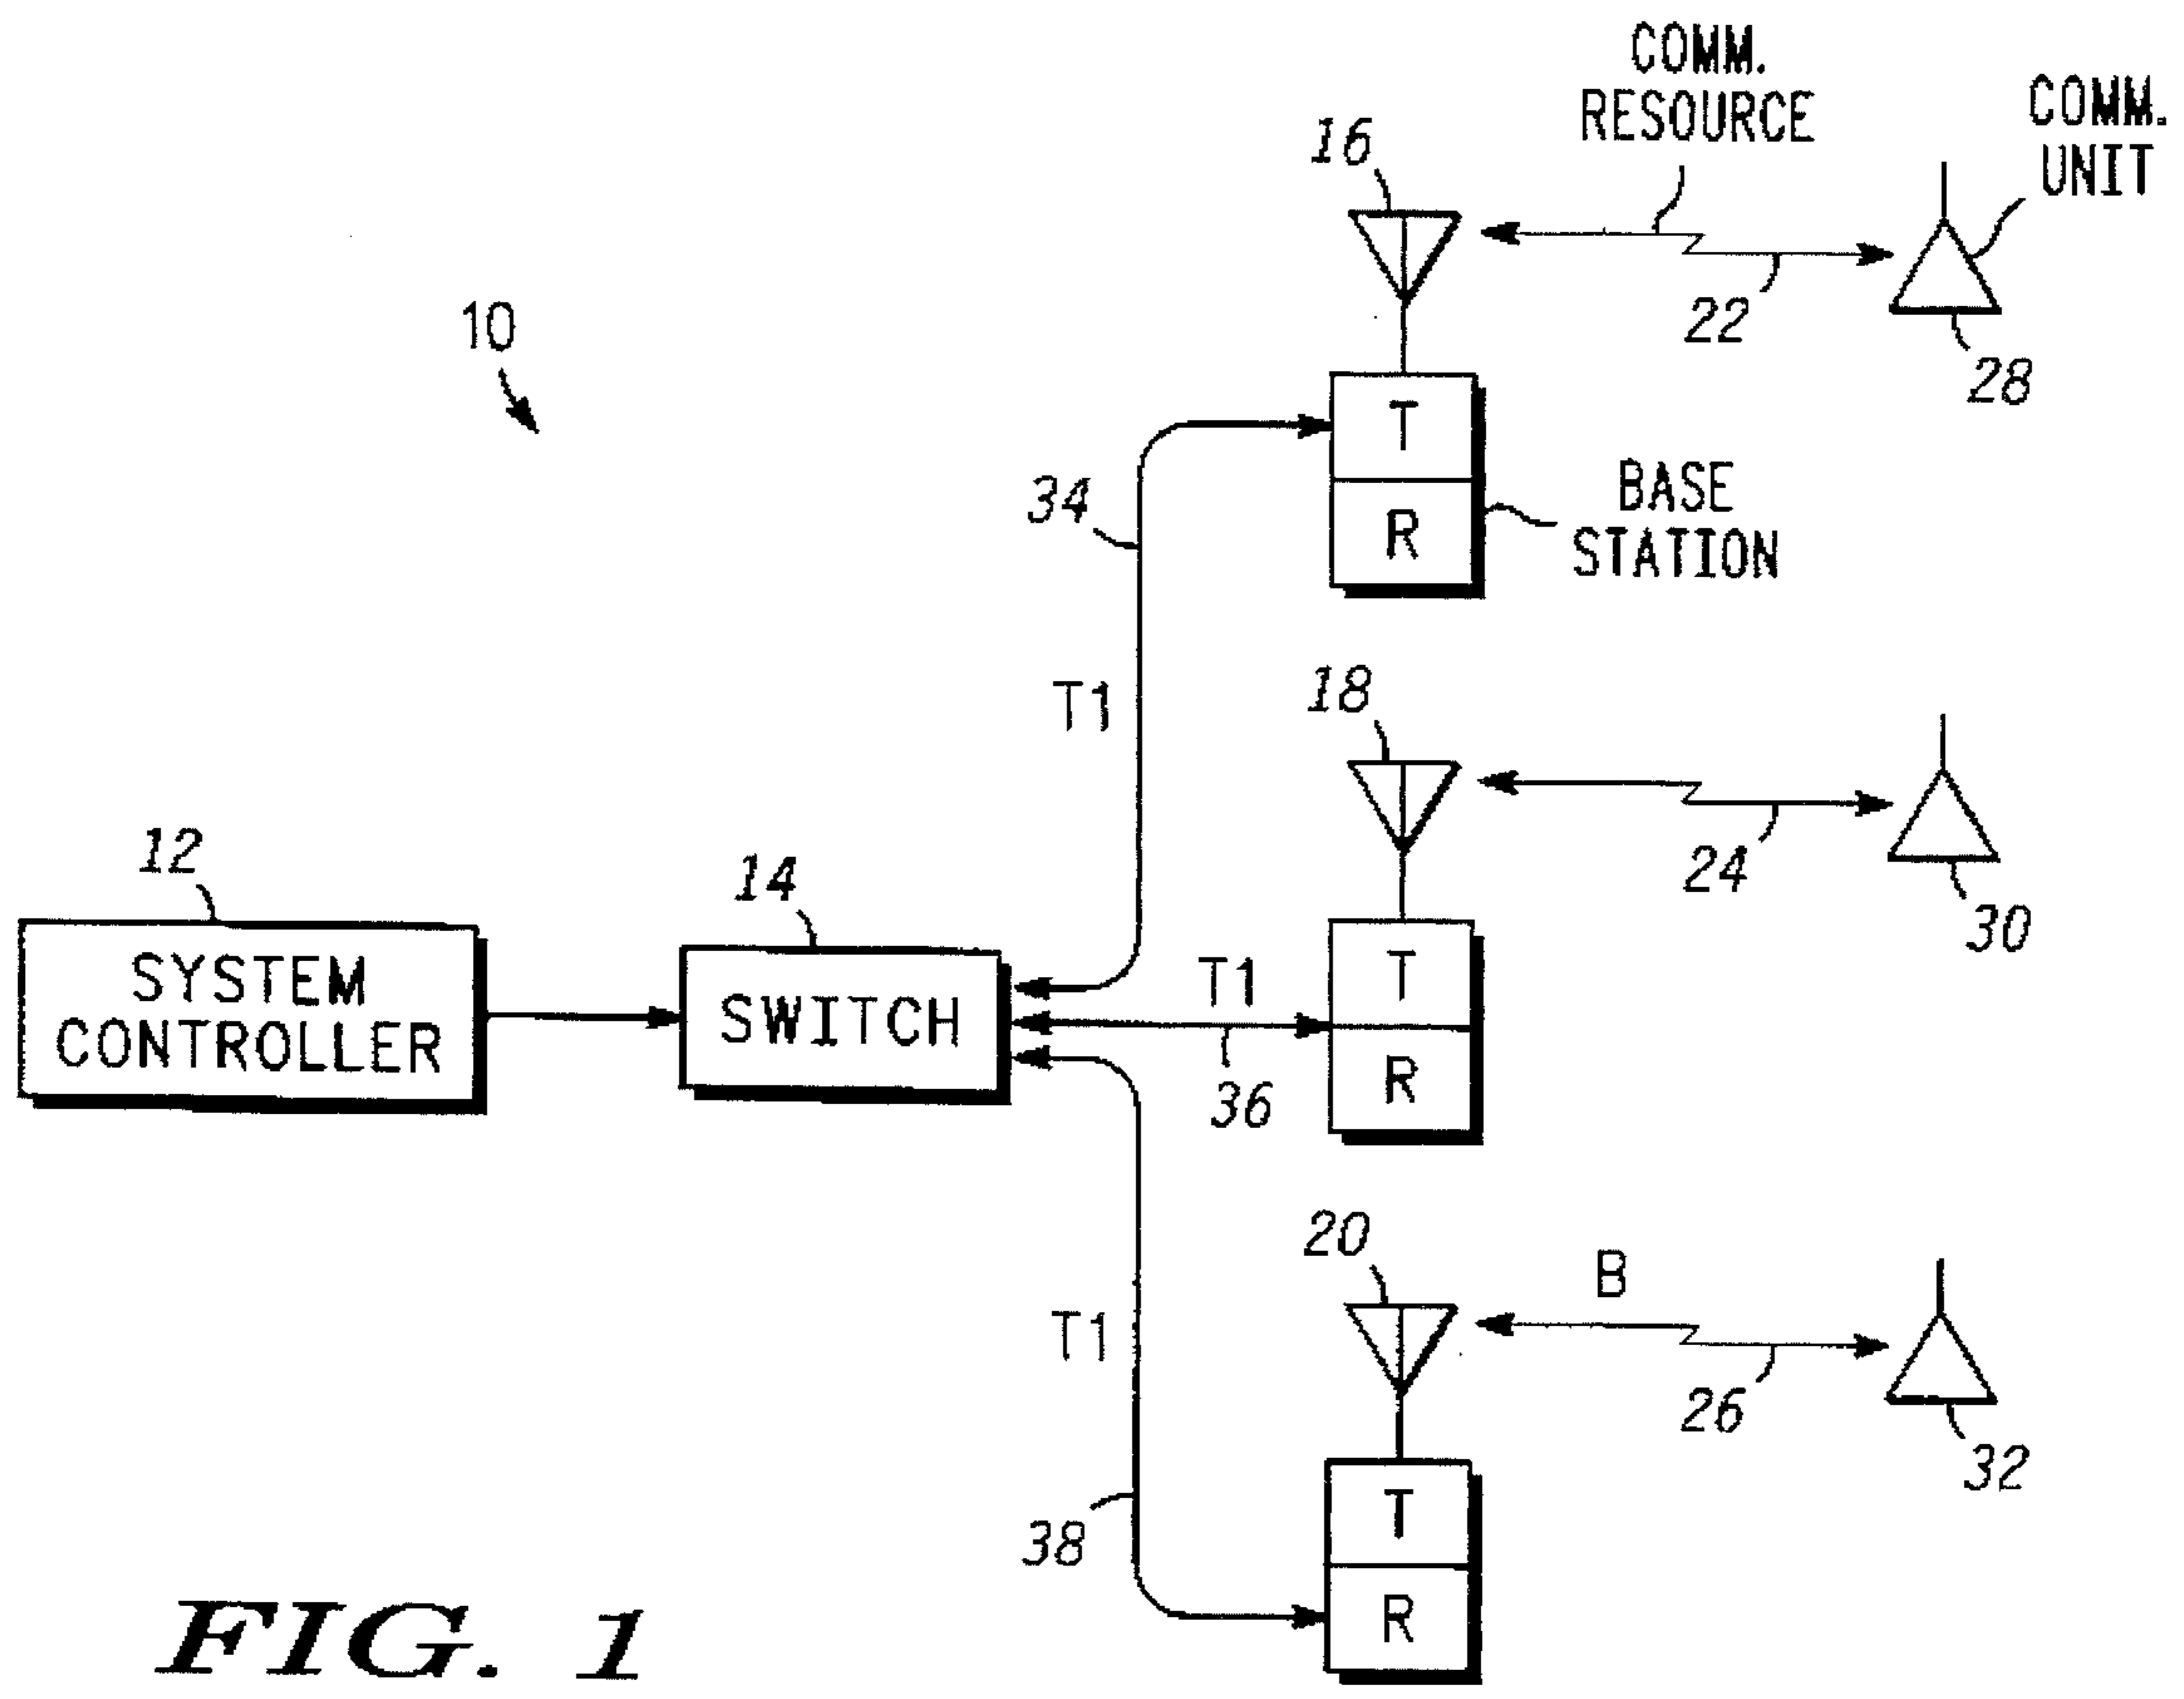 COMM.
RESOURCE
COMM.
UNIT
16
22
28
10
T
R
34
BASE
STATION
T1
18
24
30
12
14
SYSTEM
CONTROLLER
SWITCH
T1
36
T
R
20
B
26
32
T1
38
T
R
FIG. 1